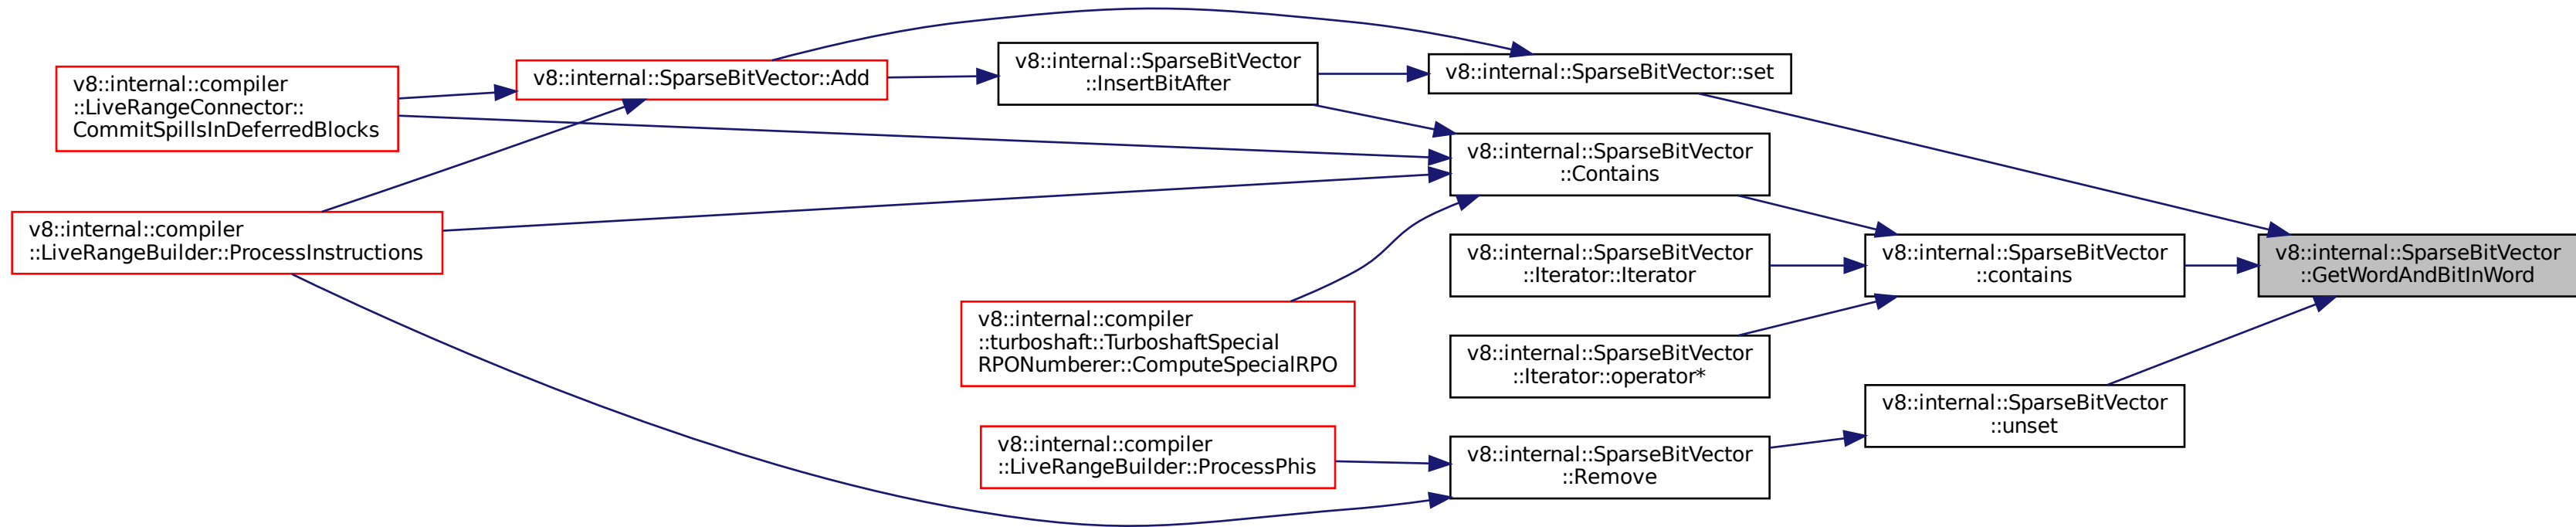 v8::internal::compiler
::LiveRangeConnector::
CommitSpillsInDeferredBlocks
v8::internal::compiler
::LiveRangeBuilder::ProcessInstructions
v8::internal::SparseBitVector::Add
v8::internal::SparseBitVector
::InsertBitAfter
v8::internal::compiler
::turboshaft::TurboshaftSpecial
RPONumberer::ComputeSpecialRPO
v8::internal::compiler
::LiveRangeBuilder::ProcessPhis
v8::internal::SparseBitVector::set
v8::internal::SparseBitVector
::Contains
v8::internal::SparseBitVector
::Iterator::Iterator
v8::internal::SparseBitVector
::Iterator::operator*
v8::internal::SparseBitVector
::Remove
v8::internal::SparseBitVector
::contains
v8::internal::SparseBitVector
::unset
v8::internal::SparseBitVector
::GetWordAndBitInWord